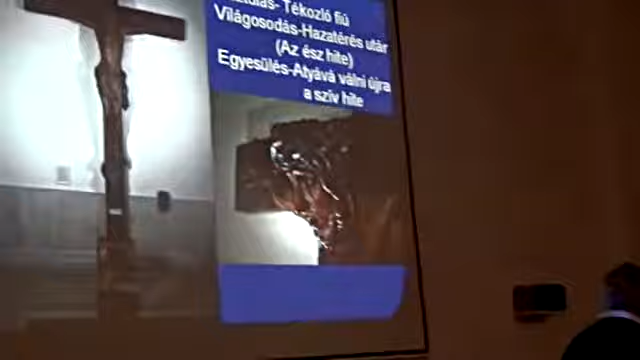 Tékozló fiú
Világosodás-Hazatérés után
(Az ész hite)
Egyesülés-Atyává válni újra
a szív hite